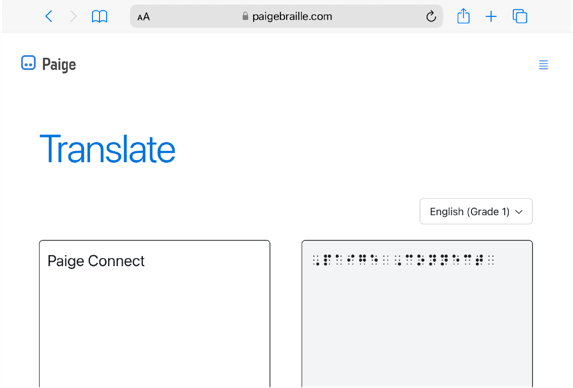 AA paigebraille.com
Paige
Translate
English (Grade 1)
Paige Connect
⠠⠏⠁⠊⠛⠑⠀⠠⠉⠕⠝⠝⠑⠉⠞